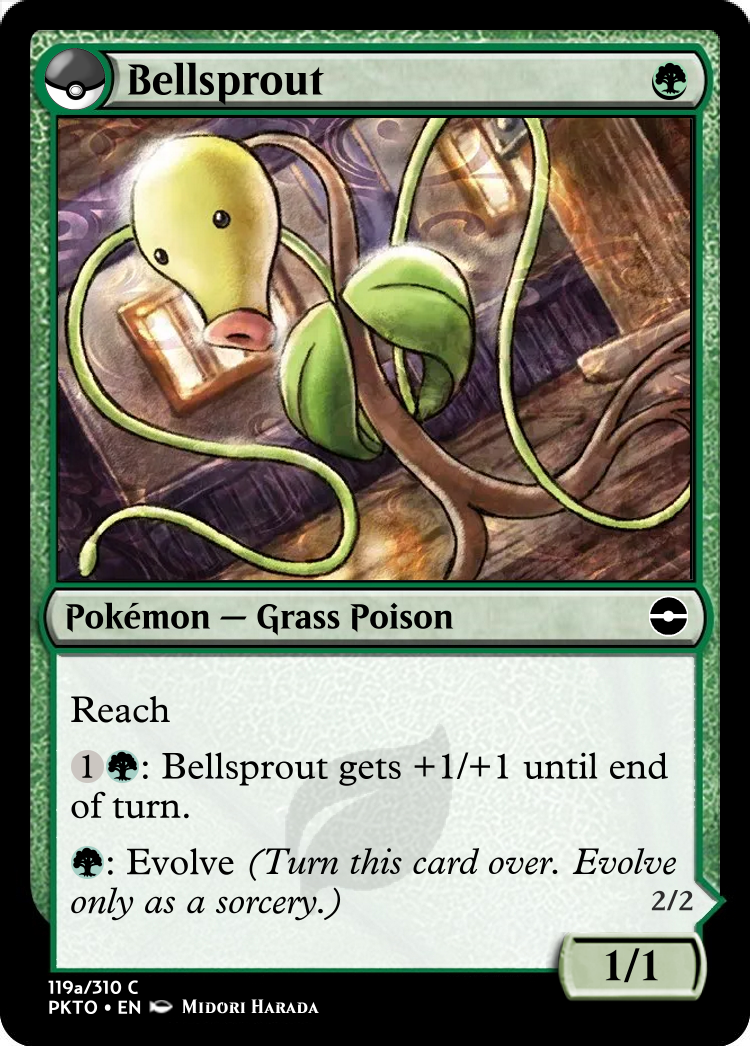 Bellsprout
Pokémon — Grass Poison
Reach
1: Bellsprout gets +1/+1 until end
of turn.
: Evolve (Turn this card over. Evolve
only as a sorcery.)
2/2
1/1
119a/310 C
PKTO • EN Midori Harada